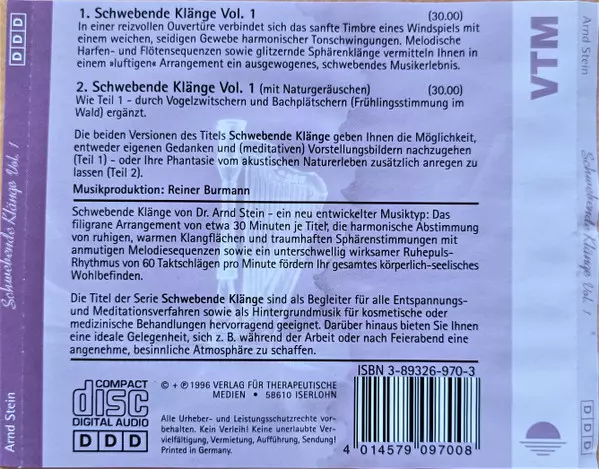 1. Schwebende Klänge Vol. 1 (30.00)
In einer reizvollen Ouvertüre verbindet sich das sanfte Timbre eines Windspiels mit
einem weichen, seidigen Gewebe harmonischer Tonschwingungen. Melodische
Harfen- und Flötensequenzen sowie glitzernde Sphärenklänge vermitteln Ihnen in
einem »luftigen« Arrangement ein ausgewogenes, schwebendes Musikerlebnis.
2. Schwebende Klänge Vol. 1 (mit Naturgeräuschen) (30.00)
Wie Teil 1 - durch Vogelzwitschern und Bachplätschern (Frühlingsstimmung im
Wald) ergänzt.
Die beiden Versionen des Titels Schwebende Klänge geben Ihnen die Möglichkeit,
entweder eigenen Gedanken und (meditativen) Vorstellungsbildern nachzugehen
(Teil 1) - oder Ihre Phantasie vom akustischen Naturerleben zusätzlich anregen zu
lassen (Teil 2).
Musikproduktion: Reiner Burmann
Schwebende Klänge von Dr. Arnd Stein - ein neu entwickelter Musiktyp: Das
filigrane Arrangement von etwa 30 Minuten je Titel, die harmonische Abstimmung
von ruhigen, warmen Klangflächen und traumhaften Sphärenstimmungen mit
anmutigen Melodiesequenzen sowie ein unterschwellig wirksamer Ruhepuls-
Rhythmus von 60 Taktschlägen pro Minute fördern Ihr gesamtes körperlich-seelisches
Wohlbefinden.
Die Titel der Serie Schwebende Klänge sind als Begleiter für alle Entspannungs-
und Meditationsverfahren sowie als Hintergrundmusik für kosmetische oder
medizinische Behandlungen hervorragend geeignet. Darüber hinaus bieten sie Ihnen
eine ideale Gelegenheit, sich z. B. während der Arbeit oder nach Feierabend eine
angenehme, besinnliche Atmosphäre zu schaffen.
COMPACT
disc
DIGITAL AUDIO
DDD
© + ℗ 1996 VERLAG FÜR THERAPEUTISCHE
MEDIEN • 58610 ISERLOHN
Alle Urheber- und Leistungsschutzrechte vor-
behalten. Kein Verleih! Keine unerlaubte Ver-
vielfältigung, Vermietung, Aufführung, Sendung!
Printed in Germany.
ISBN 3-89326-970-3
4 014579 097008
VTM
DDD
Schwebende Klänge Vol. 1
Arnd Stein
Arnd Stein
Schwebende Klänge Vol. 1